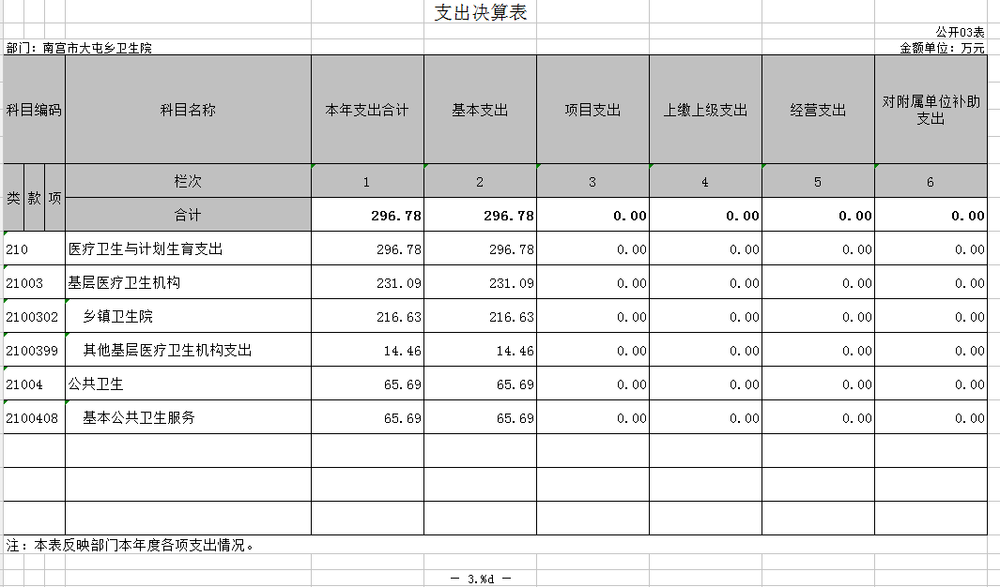 支出决算表
公开03表
部门：南宫市大屯乡卫生院 金额单位：万元
科目编码 科目名称 本年支出合计 基本支出 项目支出 上缴上级支出 经营支出 对附属单位补助
支出
类 款 项 栏次 1 2 3 4 5 6
合计 296.78 296.78 0.00 0.00 0.00 0.00
210 医疗卫生与计划生育支出 296.78 296.78 0.00 0.00 0.00 0.00
21003 基层医疗卫生机构 231.09 231.09 0.00 0.00 0.00 0.00
2100302 乡镇卫生院 216.63 216.63 0.00 0.00 0.00 0.00
2100399 其他基层医疗卫生机构支出 14.46 14.46 0.00 0.00 0.00 0.00
21004 公共卫生 65.69 65.69 0.00 0.00 0.00 0.00
2100408 基本公共卫生服务 65.69 65.69 0.00 0.00 0.00 0.00
注：本表反映部门本年度各项支出情况。
— 3.%d —